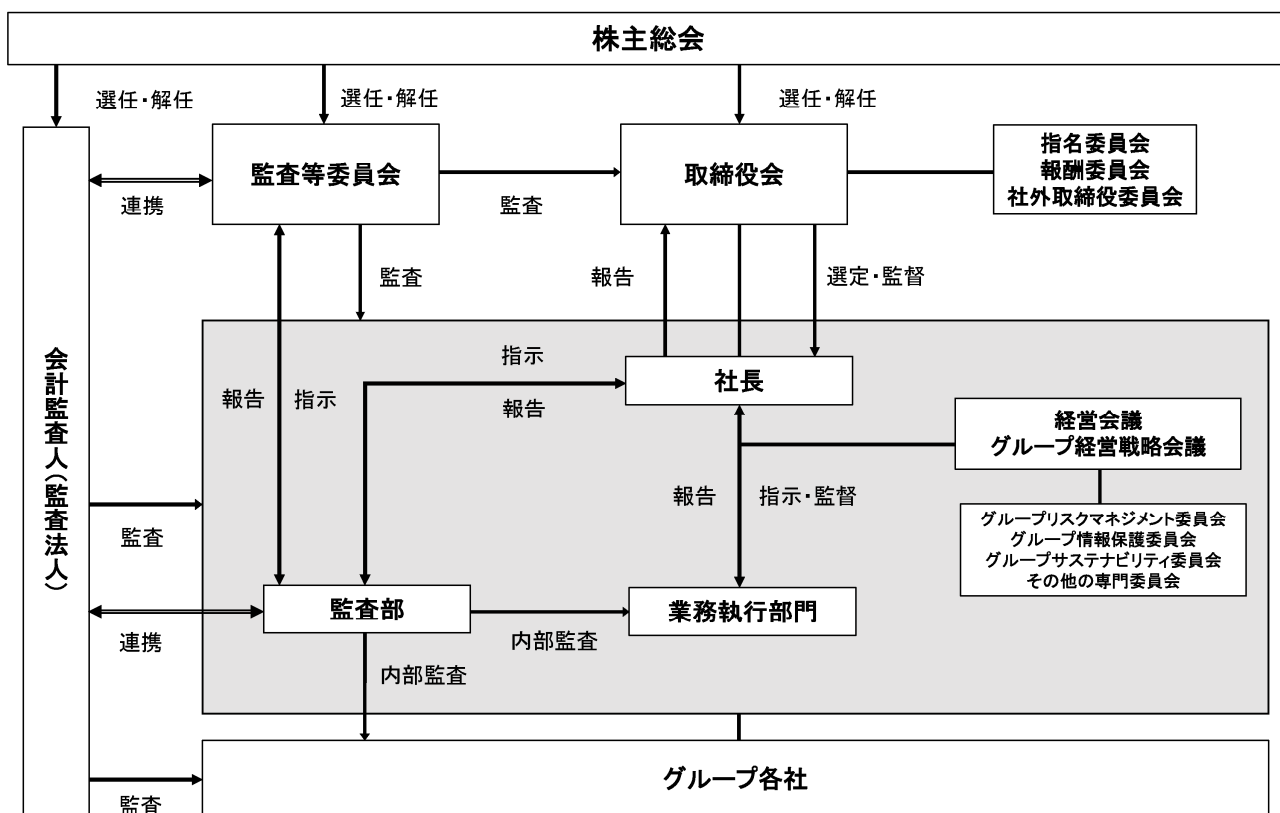 株主総会
選任・解任
選任・解任
選任・解任
監査等委員会
取締役会
指名委員会
報酬委員会
社外取締役委員会
連携
監査
監査
報告
選定・監督
会計監査人（監査法人）
指示
社長
報告
指示
報告
経営会議
グループ経営戦略会議
報告
指示・監督
監査
グループリスクマネジメント委員会
グループ情報保護委員会
グループサステナビリティ委員会
その他の専門委員会
監査部
業務執行部門
連携
内部監査
内部監査
グループ各社
監査